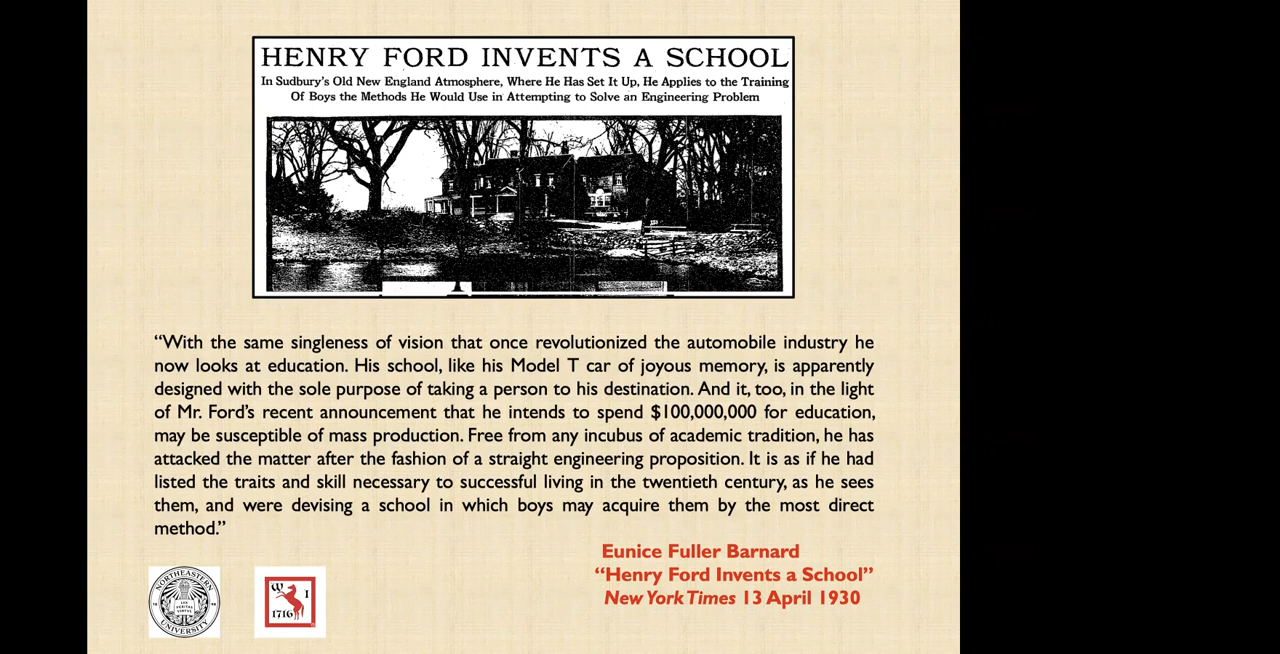 HENRY FORD INVENTS A SCHOOL
In Sudbury's Old New England Atmosphere, Where He Has Set It Up, He Applies to the Training
Of Boys the Methods He Would Use in Attempting to Solve an Engineering Problem
“With the same singleness of vision that once revolutionized the automobile industry he
now looks at education. His school, like his Model T car of joyous memory, is apparently
designed with the sole purpose of taking a person to his destination. And it, too, in the light
of Mr. Ford’s recent announcement that he intends to spend $100,000,000 for education,
may be susceptible of mass production. Free from any incubus of academic tradition, he has
attacked the matter after the fashion of a straight engineering proposition. It is as if he had
listed the traits and skill necessary to successful living in the twentieth century, as he sees
them, and were devising a school in which boys may acquire them by the most direct
method.”
Eunice Fuller Barnard
“Henry Ford Invents a School”
New York Times 13 April 1930
NORTHEASTERN
UNIVERSITY
LUX
VERITAS
VIRTUS
18 98
W I
1716